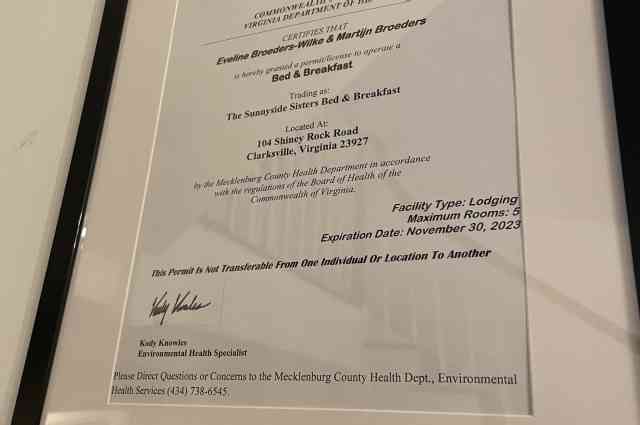 COMMONWEALTH
VIRGINIA DEPARTMENT OF
CERTIFIES THAT
Eveline Broeders-Wilke & Martijn Broeders
is hereby granted a permit/license to operate a
Bed & Breakfast
Trading as:
The Sunnyside Sisters Bed & Breakfast
Located At:
104 Shiney Rock Road
Clarksville, Virginia 23927
by the Mecklenburg County Health Department in accordance
with the regulations of the Board of Health of the
Commonwealth of Virginia.
Facility Type: Lodging
Maximum Rooms: 5
Expiration Date: November 30, 2023
This Permit Is Not Transferable From One Individual Or Location To Another
Kudy Knowles
Kudy Knowles
Environmental Health Specialist
Please Direct Questions or Concerns to the Mecklenburg County Health Dept., Environmental
Health Services (434) 738-6545.